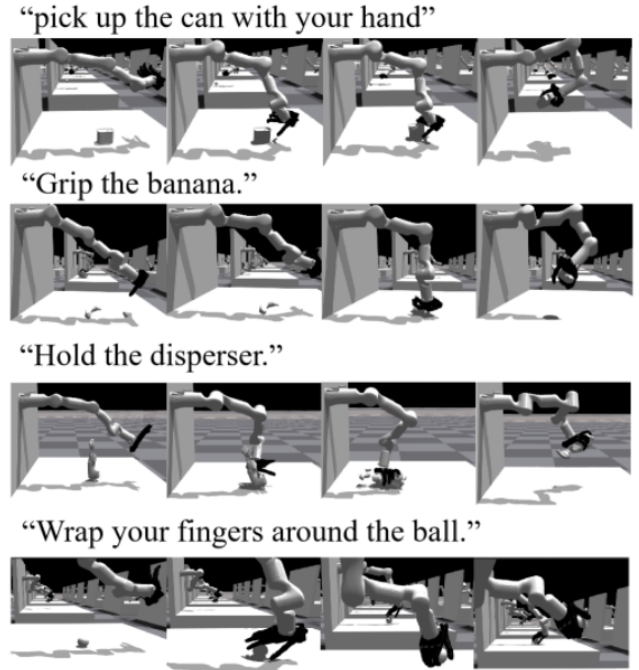 “pick up the can with your hand”
“Grip the banana.”
“Hold the disperser.”
“Wrap your fingers around the ball.”